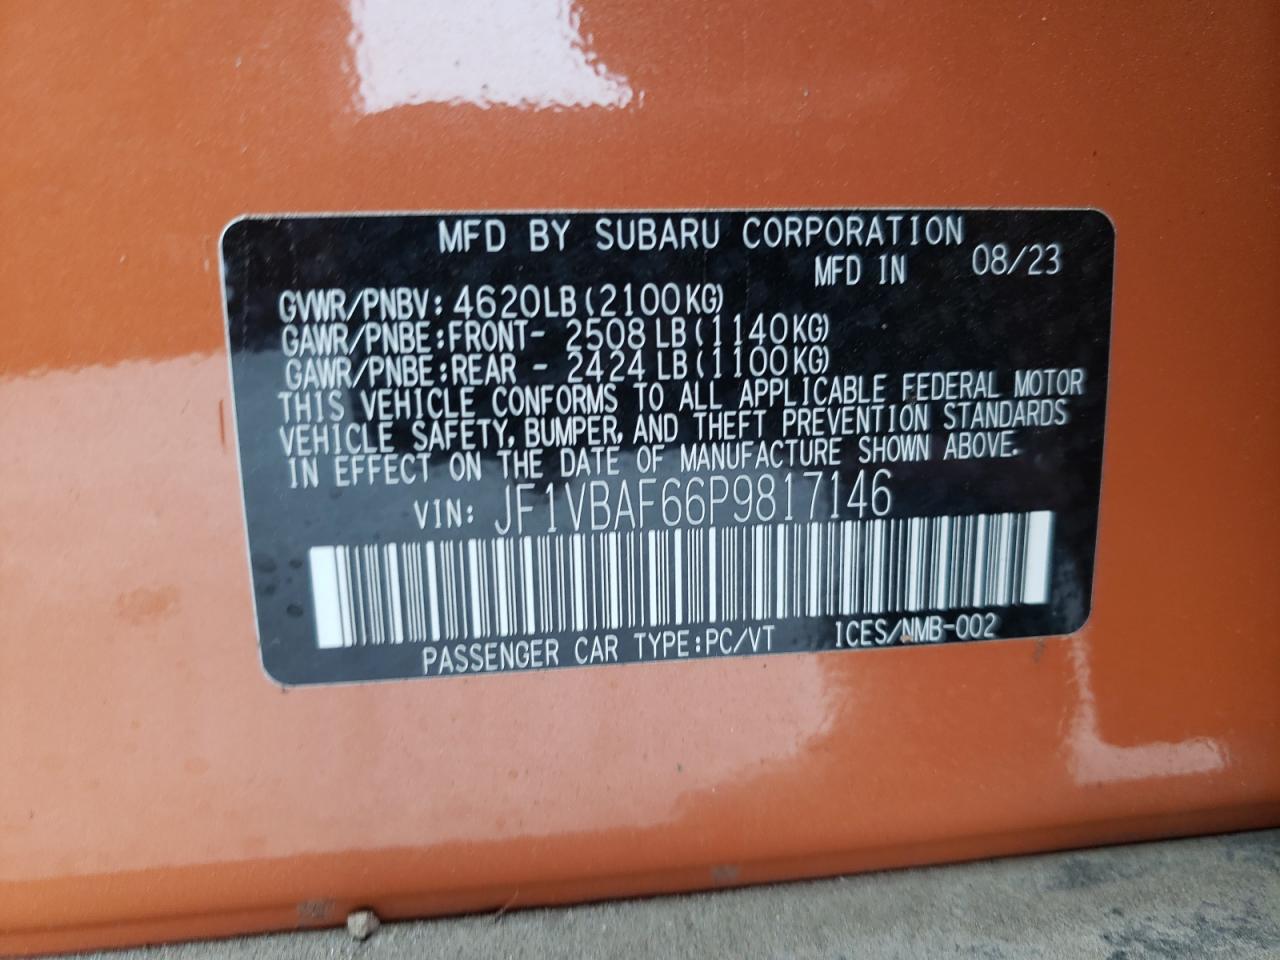 MFD BY SUBARU CORPORATION
MFD IN 08/23
GVWR/PNBV: 4620LB(2100KG)
GAWR/PNBE:FRONT- 2508 LB(1140KG)
GAWR/PNBE:REAR - 2424 LB(1100KG)
THIS VEHICLE CONFORMS TO ALL APPLICABLE FEDERAL MOTOR
VEHICLE SAFETY, BUMPER, AND THEFT PREVENTION STANDARDS
IN EFFECT ON THE DATE OF MANUFACTURE SHOWN ABOVE.
VIN: JF1VBAF66P9817146
PASSENGER CAR TYPE:PC/VT ICES/NMB-002